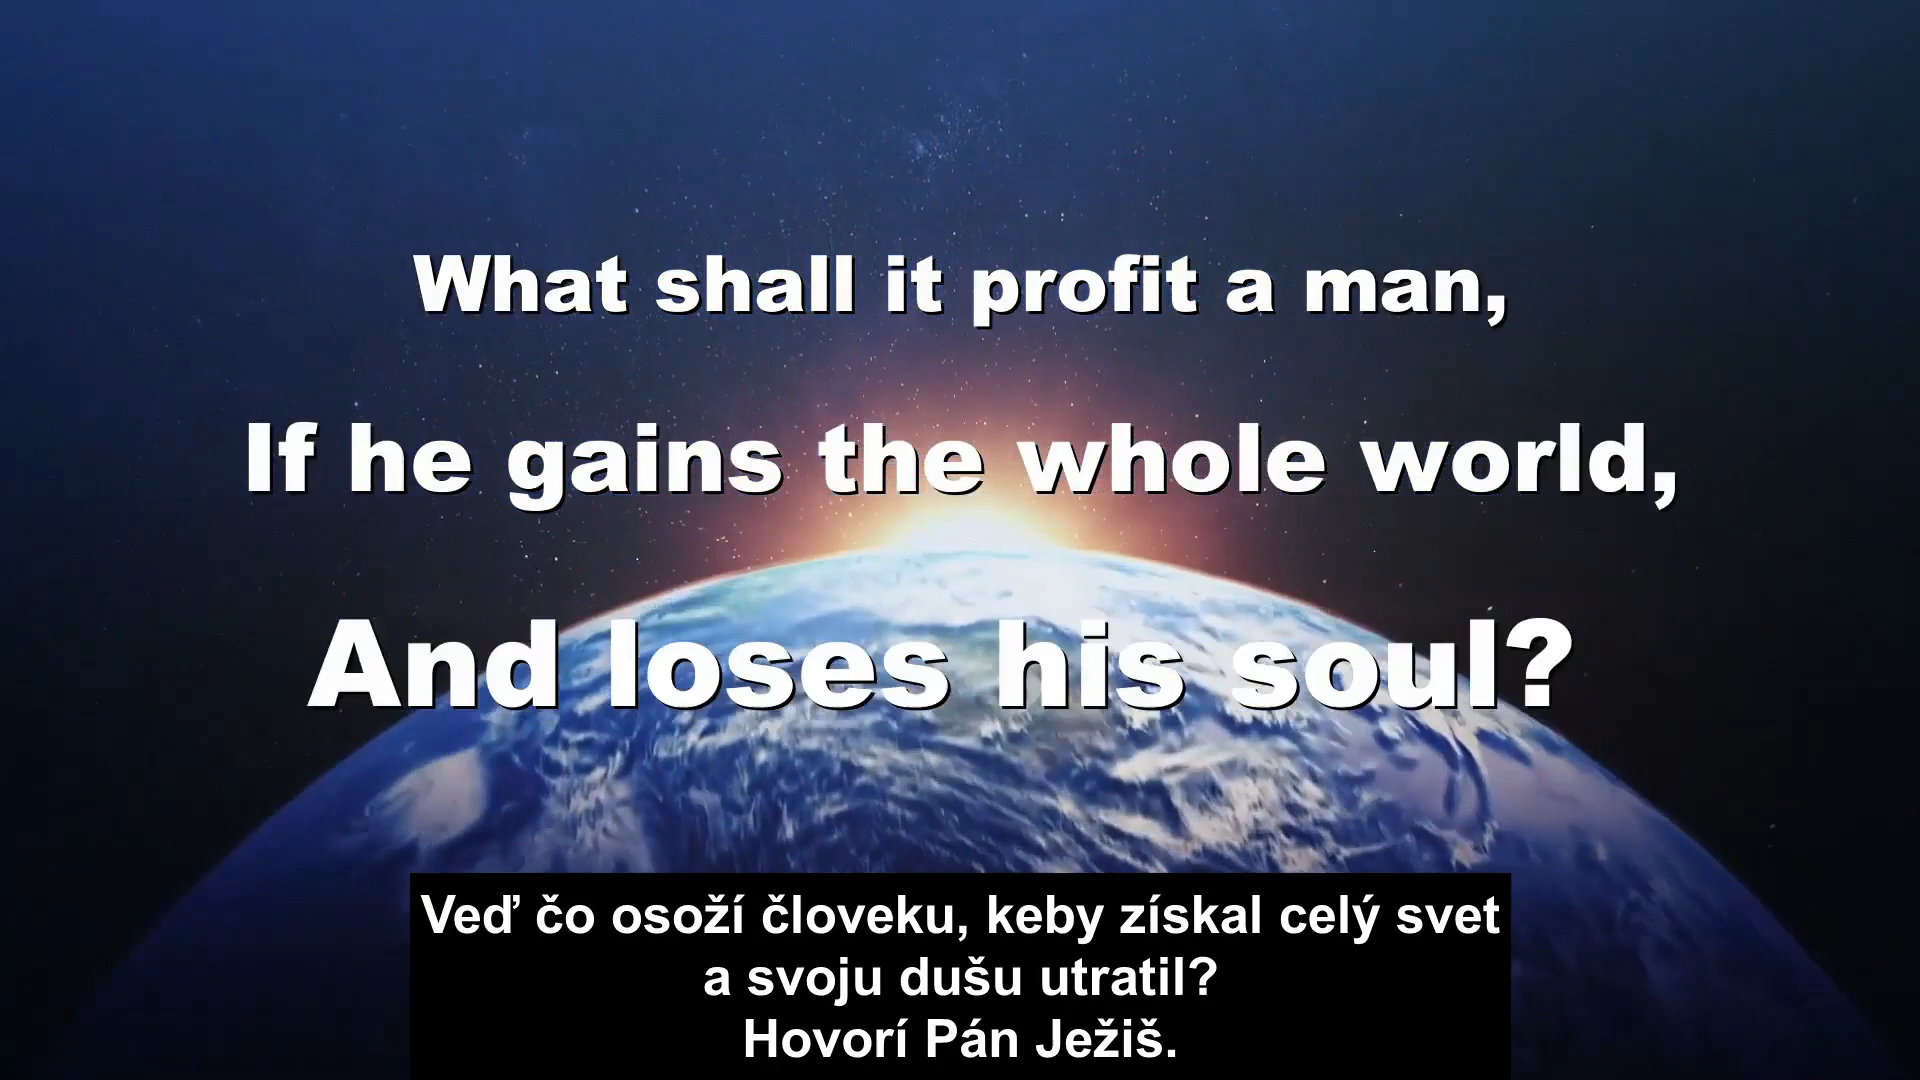 What shall it profit a man,
If he gains the whole world,
And loses his soul?
Veď čo osoží človeku, keby získal celý svet
a svoju dušu utratil?
Hovorí Pán Ježiš.